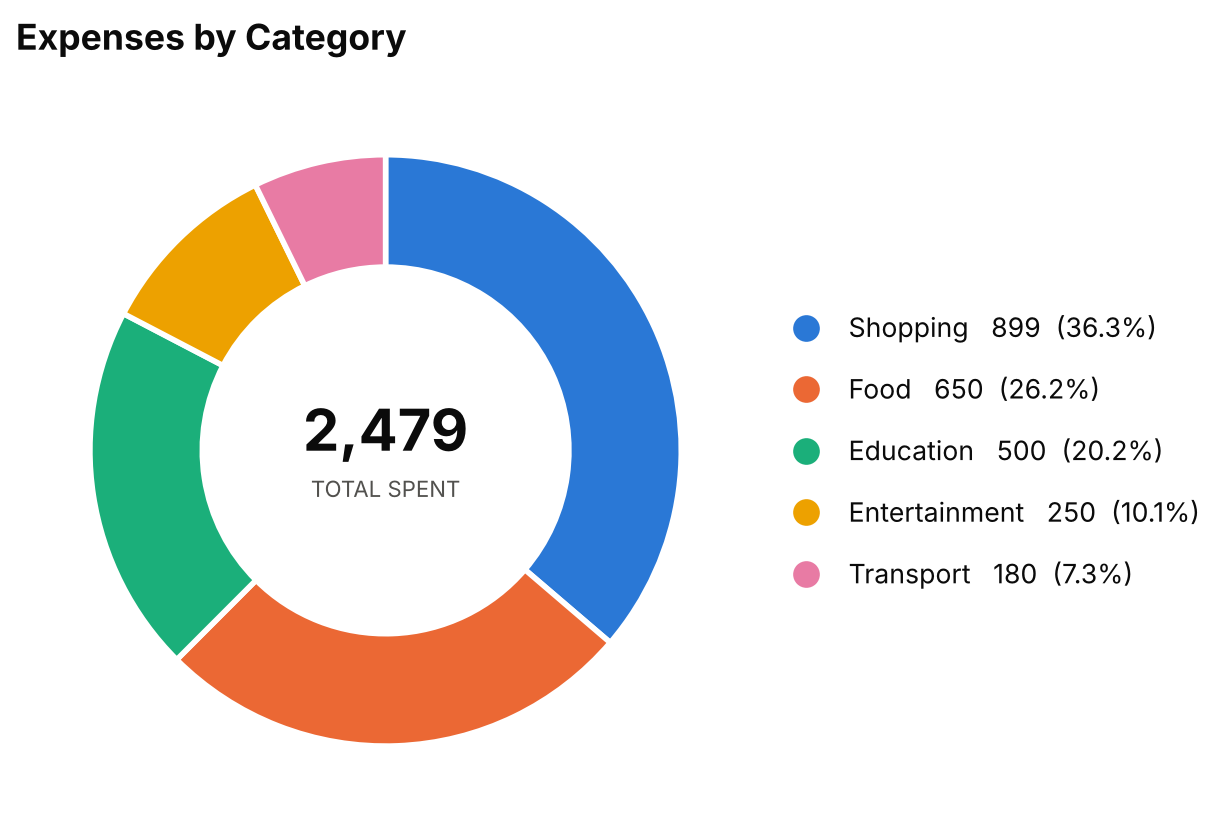 Expenses by Category
2,479
TOTAL SPENT
Shopping 899 (36.3%)
Food 650 (26.2%)
Education 500 (20.2%)
Entertainment 250 (10.1%)
Transport 180 (7.3%)